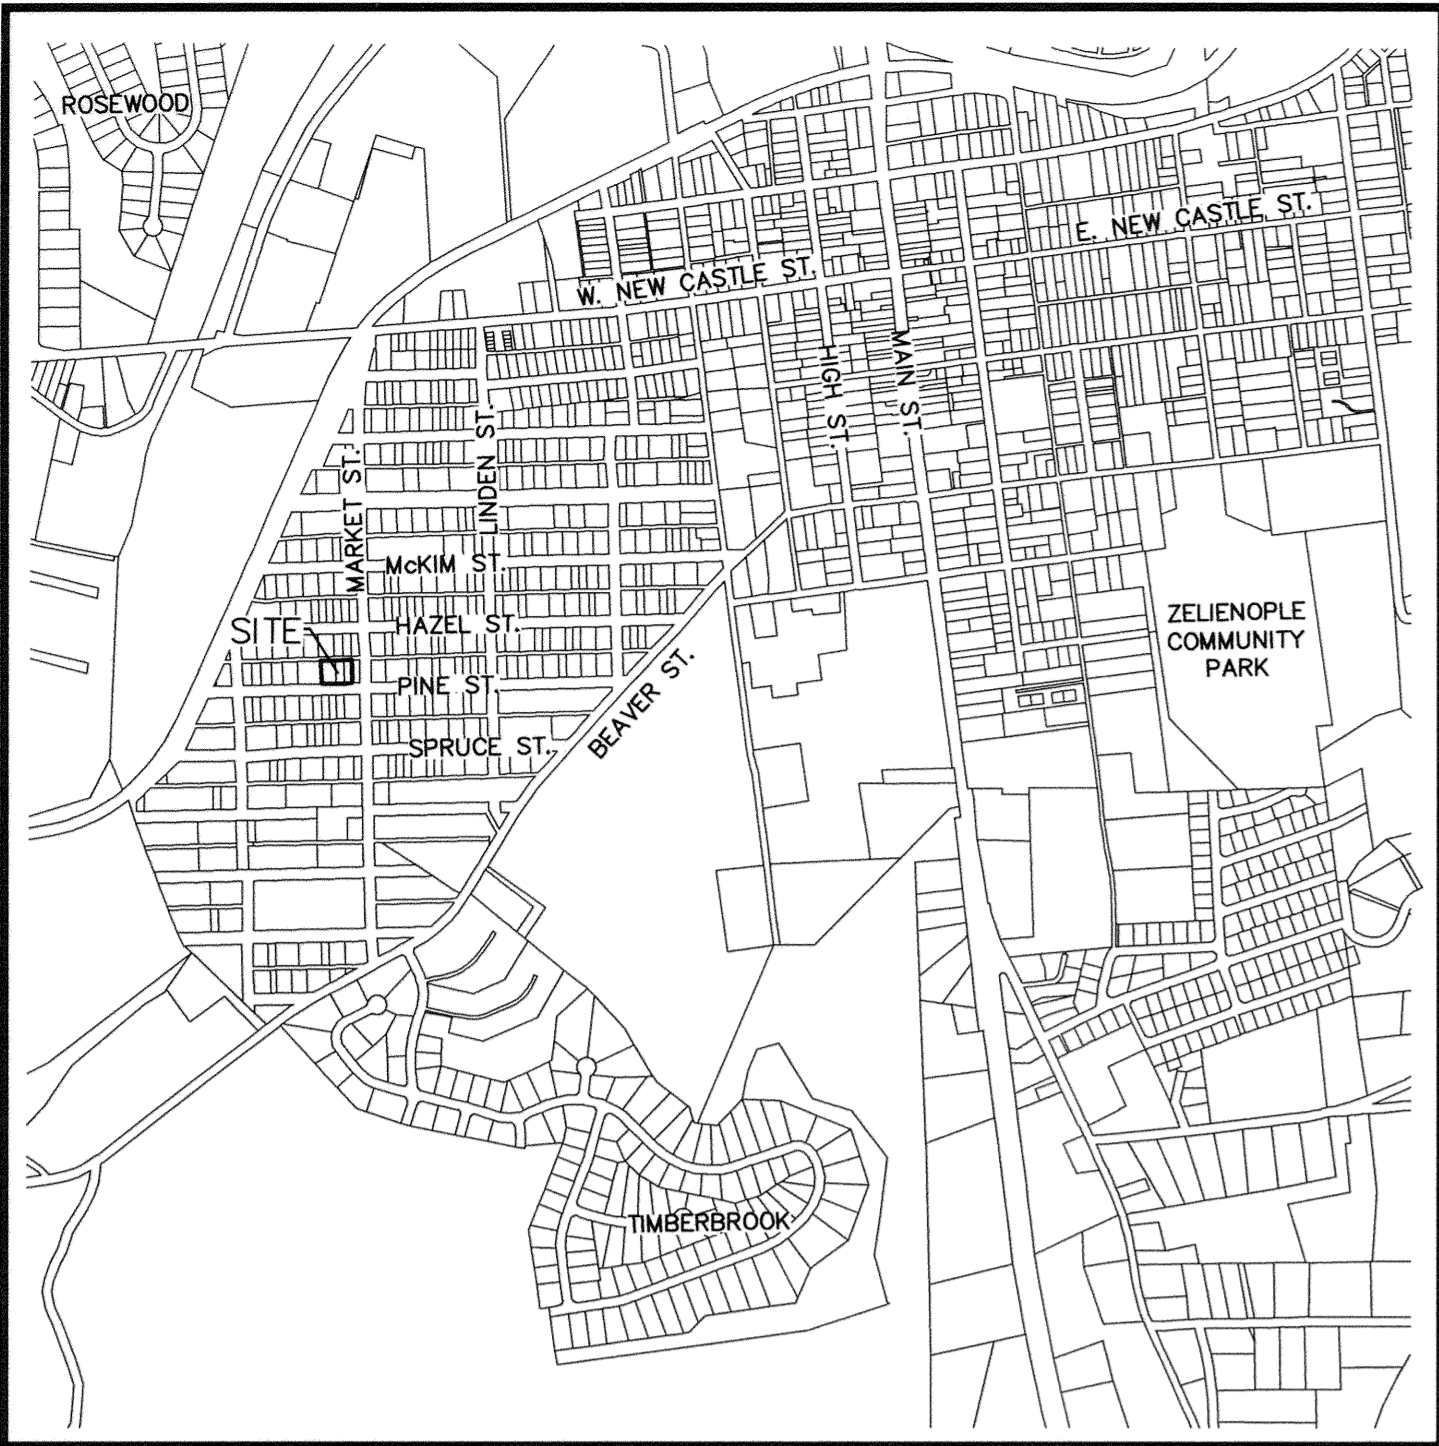 ROSEWOOD
E. NEW CASTLE ST.
W. NEW CASTLE ST.
HIGH ST.
MAIN ST.
LINDEN ST.
MARKET ST.
McKIM ST.
HAZEL ST.
SITE
PINE ST.
SPRUCE ST.
BEAVER ST.
ZELIENOPLE
COMMUNITY
PARK
TIMBERBROOK